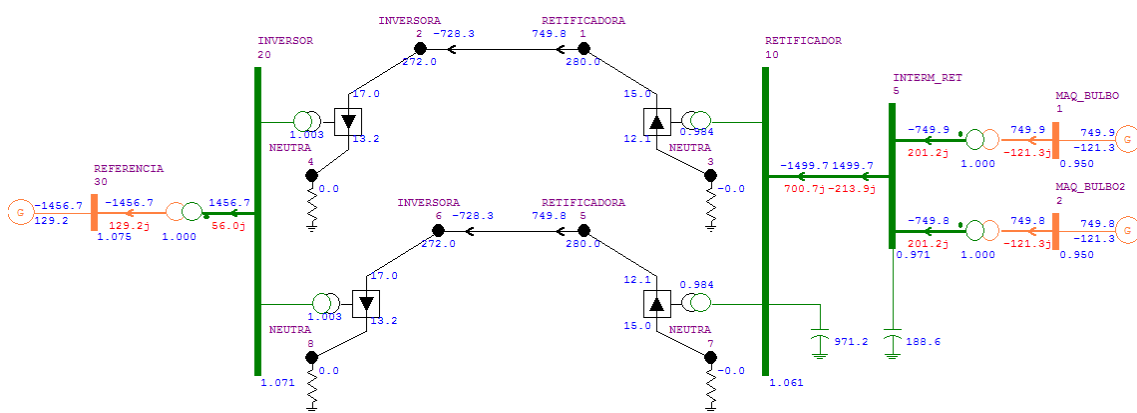 INVERSORA
2
-728.3
749.8
RETIFICADORA
1
272.0
280.0
INVERSOR
20
RETIFICADOR
10
INTERM_RET
5
MAQ_BULBO
1
17.0
1.003
13.2
NEUTRA
4
0.0
15.0
0.984
12.1
NEUTRA
3
-0.0
-749.9
201.2j
749.9
-121.3j
1.000
749.9
-121.3
G
0.950
REFERENCIA
30
G
-1456.7
129.2
-1456.7
129.2j
1456.7
56.0j
1.075
1.000
-1499.7
1499.7
700.7j
-213.9j
MAQ_BULBO2
2
INVERSORA
6
-728.3
749.8
RETIFICADORA
5
272.0
280.0
-749.8
201.2j
749.8
-121.3j
0.971
1.000
749.8
-121.3
G
0.950
17.0
1.003
13.2
NEUTRA
8
0.0
12.1
0.984
15.0
NEUTRA
7
-0.0
971.2
188.6
1.071
1.061